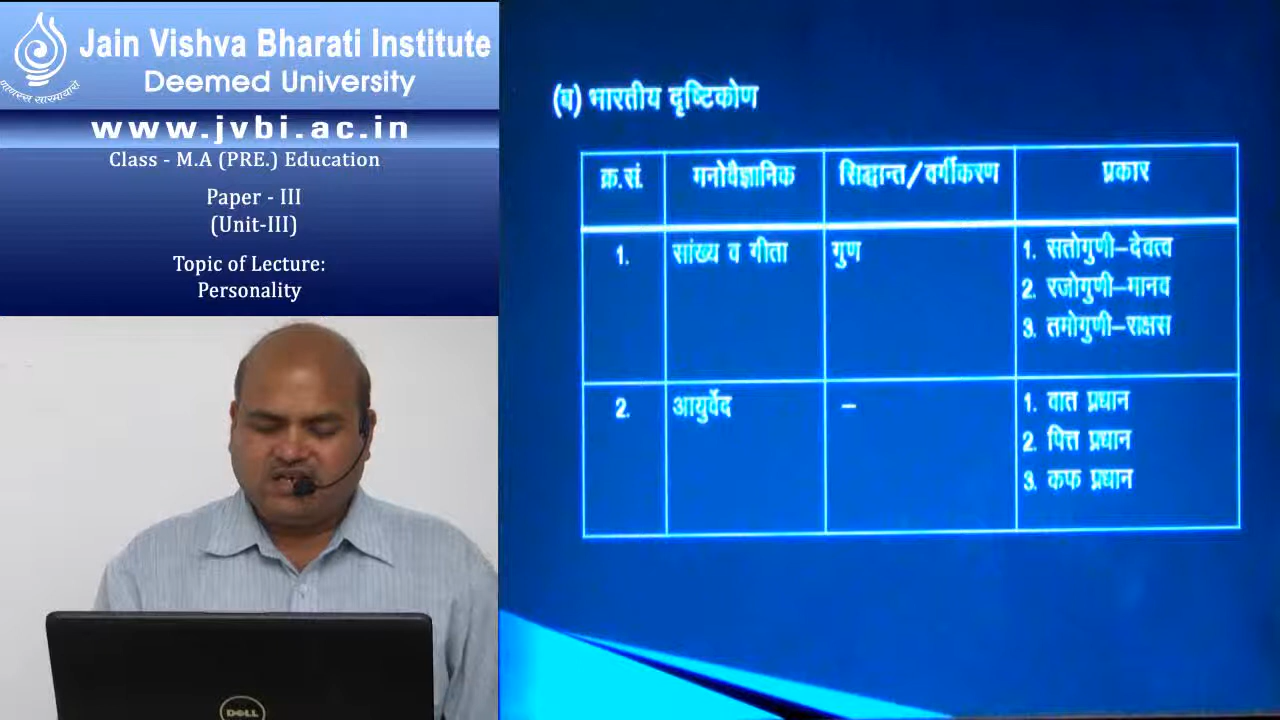 Jain Vishva Bharati Institute
Deemed University
णाणस्स सारमायारो
www.jvbi.ac.in
Class - M.A (PRE.) Education
Paper - III
(Unit-III)
Topic of Lecture:
Personality
(ब) भारतीय दृष्टिकोण
क्र.सं. मनोवैज्ञानिक सिद्धान्त/वर्गीकरण प्रकार
1. सांख्य व गीता गुण 1. सतोगुणी–देवत्व
2. रजोगुणी–मानव
3. तमोगुणी–राक्षस
2. आयुर्वेद – 1. वात प्रधान
2. पित्त प्रधान
3. कफ प्रधान
DELL